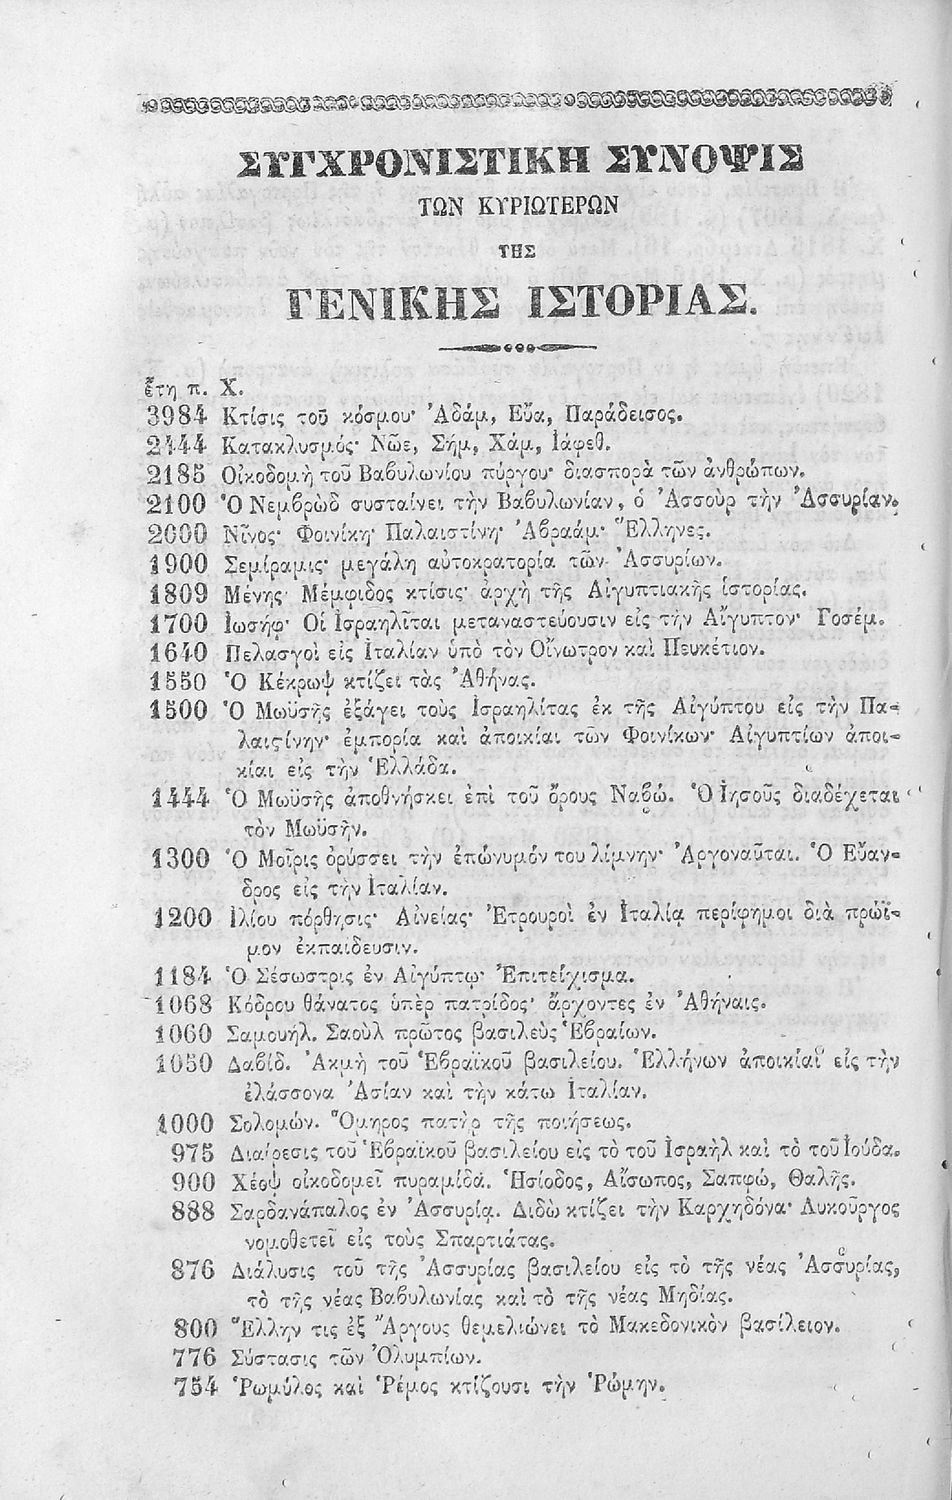 ΣΥΓΧΡΟΝΙΣΤΙΚΗ ΣΥΝΟΨΙΣ
ΤΩΝ ΚΥΡΙΩΤΕΡΩΝ
ΤΗΣ
ΓΕΝΙΚΗΣ ΙΣΤΟΡΙΑΣ.
ἔτη π. Χ.
3984 Κτίσις τοῦ κόσμου· Ἀδάμ, Εὔα, Παράδεισος.
2444 Κατακλυσμός· Νῶε, Σήμ, Χάμ, Ἰάφεθ.
2185 Οἰκοδομὴ τοῦ Βαβυλωνίου πύργου· διασπορὰ τῶν ἀνθρώπων.
2100 Ὁ Νεμβρὼδ συσταίνει τὴν Βαβυλωνίαν, ὁ Ἀσσοὺρ τὴν Ἀσσυρίαν.
2000 Νῖνος· Φοινίκη· Παλαιστίνη· Ἀβραάμ· Ἕλληνες.
1900 Σεμίραμις· μεγάλη αὐτοκρατορία τῶν Ἀσσυρίων.
1809 Μένης· Μέμφιδος κτίσις· ἀρχὴ τῆς Αἰγυπτιακῆς ἱστορίας.
1700 Ἰωσήφ· Οἱ Ἰσραηλῖται μεταναστεύουσιν εἰς τὴν Αἴγυπτον· Γοσέμ.
1640 Πελασγοὶ εἰς Ἰταλίαν ὑπὸ τὸν Οἴνωτρον καὶ Πευκέτιον.
1550 Ὁ Κέκρωψ κτίζει τὰς Ἀθήνας.
1500 Ὁ Μωϋσῆς ἐξάγει τοὺς Ἰσραηλίτας ἐκ τῆς Αἰγύπτου εἰς τὴν Πα-
λαιςίνην· ἐμπορία καὶ ἀποικίαι τῶν Φοινίκων· Αἰγυπτίων ἀποι-
κίαι εἰς τὴν Ἑλλάδα.
1444 Ὁ Μωϋσῆς ἀποθνήσκει ἐπὶ τοῦ ὄρους Ναβώ. Ὁ Ἰησοῦς διαδέχεται
τὸν Μωϋσῆν.
1300 Ὁ Μοῖρις ὀρύσσει τὴν ἐπώνυμόν του λίμνην· Ἀργοναῦται. Ὁ Εὔαν-
δρος εἰς τὴν Ἰταλίαν.
1200 Ἰλίου πόρθησις· Αἰνείας· Ἐτρουροὶ ἐν Ἰταλίᾳ περίφημοι διὰ πρώϊ-
μον ἐκπαίδευσιν.
1184 Ὁ Σέσωστρις ἐν Αἰγύπτῳ· Ἐπιτείχισμα.
1068 Κόδρου θάνατος ὑπὲρ πατρίδος· ἄρχοντες ἐν Ἀθήναις.
1060 Σαμουήλ. Σαοὺλ πρῶτος βασιλεὺς Ἑβραίων.
1050 Δαβίδ. Ἀκμὴ τοῦ Ἑβραϊκοῦ βασιλείου. Ἑλλήνων ἀποικίαι εἰς τὴν
ἐλάσσονα Ἀσίαν καὶ τὴν κάτω Ἰταλίαν.
1000 Σολομών. Ὅμηρος πατὴρ τῆς ποιήσεως.
975 Διαίρεσις τοῦ Ἑβραϊκοῦ βασιλείου εἰς τὸ τοῦ Ἰσραὴλ καὶ τὸ τοῦ Ἰούδα.
900 Χέοψ οἰκοδομεῖ πυραμίδα. Ἡσίοδος, Αἴσωπος, Σαπφώ, Θαλῆς.
888 Σαρδανάπαλος ἐν Ἀσσυρίᾳ. Διδὼ κτίζει τὴν Καρχηδόνα· Λυκοῦργος
νομοθετεῖ εἰς τοὺς Σπαρτιάτας.
876 Διάλυσις τοῦ τῆς Ἀσσυρίας βασιλείου εἰς τὸ τῆς νέας Ἀσσυρίας,
τὸ τῆς νέας Βαβυλωνίας καὶ τὸ τῆς νέας Μηδίας.
800 Ἕλλην τις ἐξ Ἄργους θεμελιώνει τὸ Μακεδονικὸν βασίλειον.
776 Σύστασις τῶν Ὀλυμπίων.
754 Ῥωμύλος καὶ Ῥέμος κτίζουσι τὴν Ῥώμην.